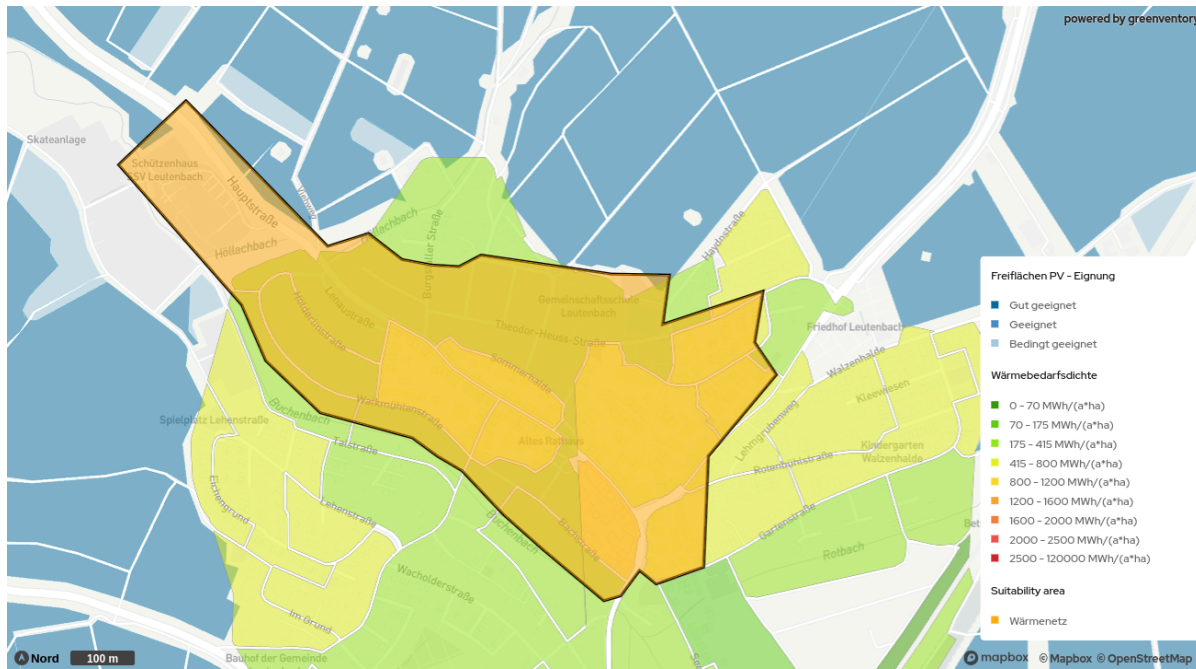 powered by greenventory
Skateanlage
Schützenhaus
SSV Leutenbach
Hauptstraße
Viehweg
Höllachbach
Höllachbach
Burgstaller Straße
Haydnstraße
Gemeinschaftsschule
Leutenbach
Friedhof Leutenbach
Hölderlinstraße
Lenaustraße
Theodor-Heuss-Straße
Sommerhalde
Walzenhalde
Kleewiesen
Spielplatz Lehenstraße
Buchenbach
Wackmühtenstraße
Talstraße
Altes Rathaus
Lehmgrubenweg
Kindergarten
Walzenhalde
Rotenbühlstraße
Eichengrund
Lehenstraße
Buchenbach
Bachstraße
Gartenstraße
Rotbach
Wacholderstraße
Im Grund
Bauhof der Gemeinde
Freiflächen PV - Eignung
Gut geeignet
Geeignet
Bedingt geeignet
Wärmebedarfsdichte
0 - 70 MWh/(a*ha)
70 - 175 MWh/(a*ha)
175 - 415 MWh/(a*ha)
415 - 800 MWh/(a*ha)
800 - 1200 MWh/(a*ha)
1200 - 1600 MWh/(a*ha)
1600 - 2000 MWh/(a*ha)
2000 - 2500 MWh/(a*ha)
2500 - 120000 MWh/(a*ha)
Suitability area
Wärmenetz
Nord
100 m
mapbox © Mapbox © OpenStreetMap